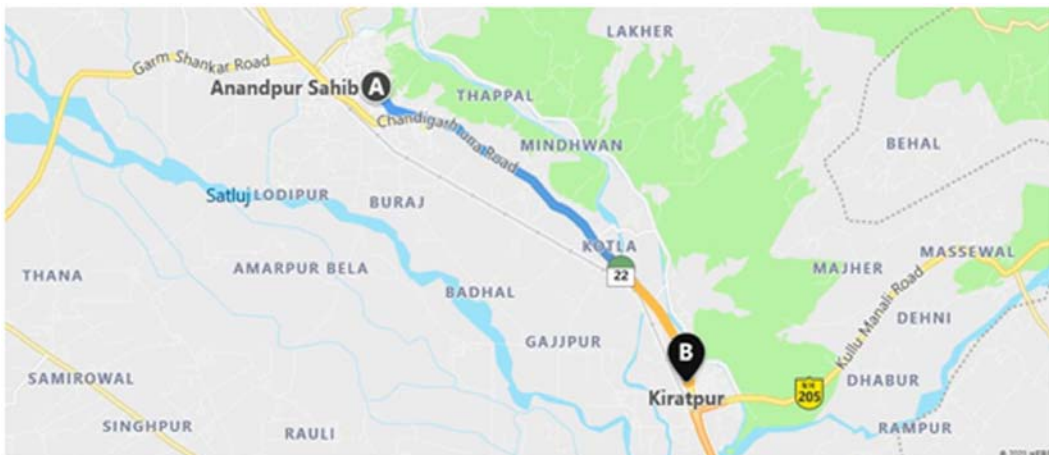 LAKHER
Garm Shankar Road
Anandpur Sahib A
THAPPAL
Chandigarh Una Road
MINDHWAN
BEHAL
Satluj LODIPUR
BURAJ
KOTLA
MASSEWAL
THANA
AMARPUR BELA
22
MAJHER
BADHAL
Kullu Manali Road
DEHNI
GAJJPUR
B
SAMIROWAL
DHABUR
Kiratpur
205
SINGHPUR
RAULI
RAMPUR